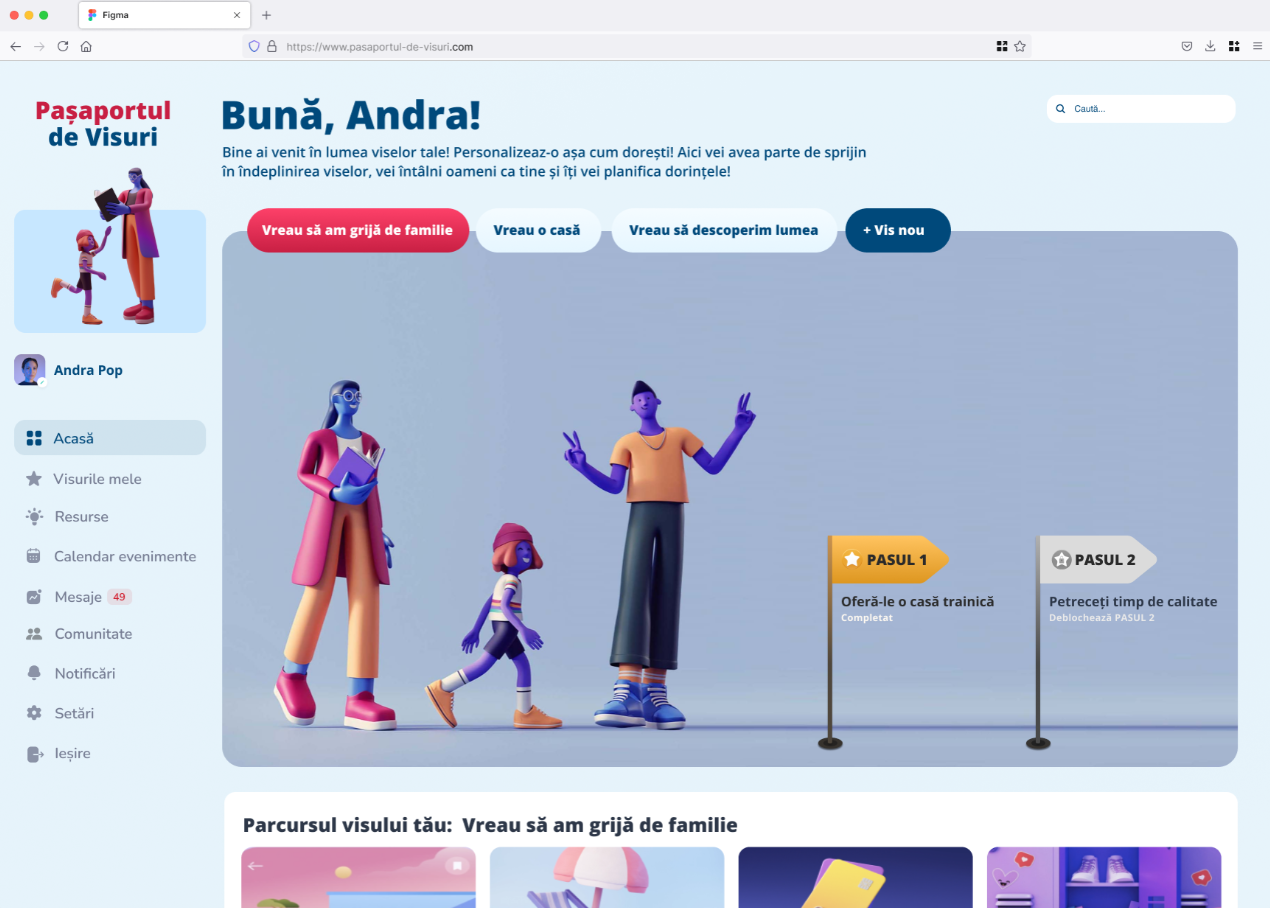 Figma
https://www.pasaportul-de-visuri.com
Pașaportul
de Visuri
Bună, Andra!
Caută...
Bine ai venit în lumea viselor tale! Personalizeaz-o așa cum dorești! Aici vei avea parte de sprijin
în îndeplinirea viselor, vei întâlni oameni ca tine și îți vei planifica dorințele!
Vreau să am grijă de familie
Vreau o casă
Vreau să descoperim lumea
+ Vis nou
Andra Pop
Acasă
Visurile mele
Resurse
Calendar evenimente
Mesaje 49
Comunitate
Notificări
Setări
Ieșire
PASUL 1
Oferă-le o casă trainică
Completat
PASUL 2
Petreceți timp de calitate
Deblochează PASUL 2
Parcursul visului tău: Vreau să am grijă de familie